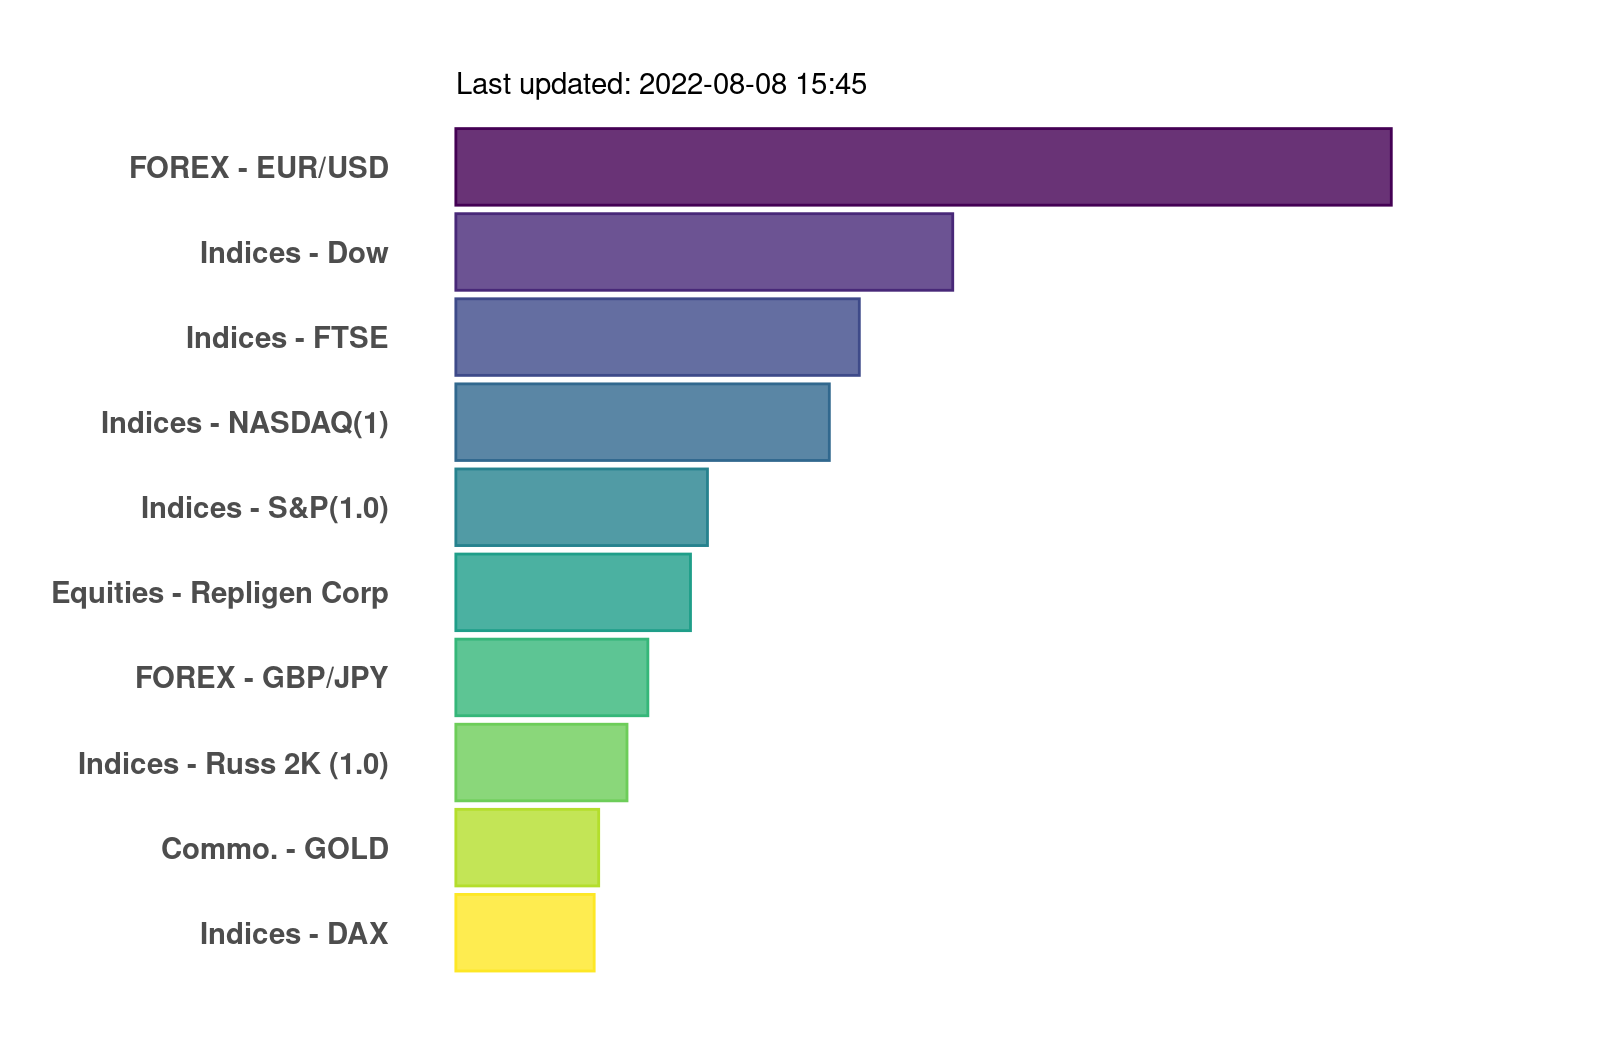 Last updated: 2022-08-08 15:45
FOREX - EUR/USD
Indices - Dow
Indices - FTSE
Indices - NASDAQ(1)
Indices - S&P(1.0)
Equities - Repligen Corp
FOREX - GBP/JPY
Indices - Russ 2K (1.0)
Commo. - GOLD
Indices - DAX